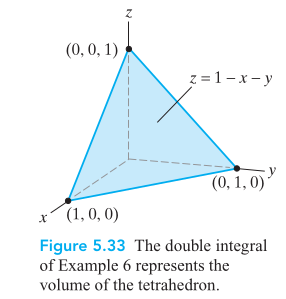 z
(0, 0, 1)
z = 1 – x – y
(0, 1, 0)
y
x
(1, 0, 0)
Figure 5.33 The double integral
of Example 6 represents the
volume of the tetrahedron.